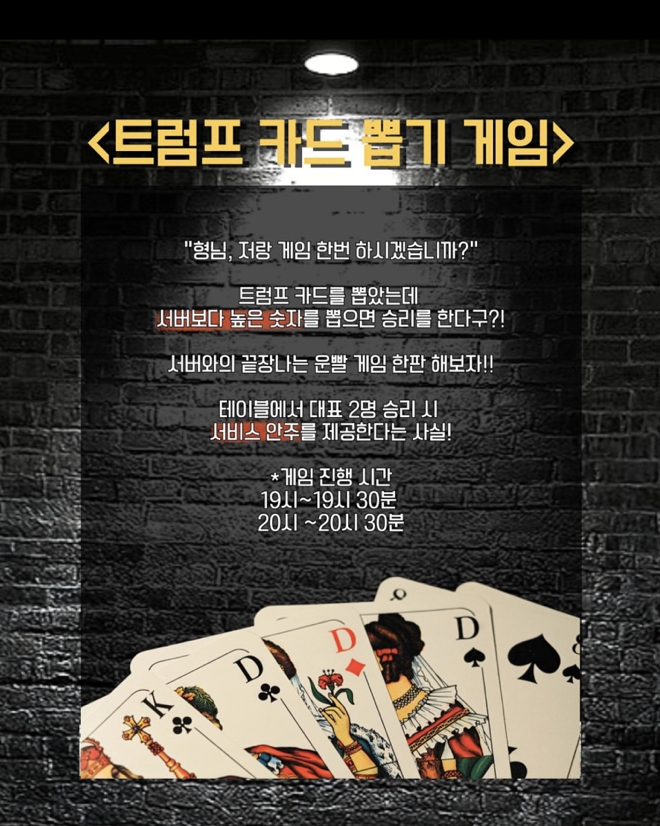 <트럼프 카드 뽑기 게임>
"형님, 저랑 게임 한번 하시겠습니까?"
트럼프 카드를 뽑았는데
서버보다 높은 숫자를 뽑으면 승리를 한다구?!
서버와의 끝장나는 운빨 게임 한판 해보자!!
테이블에서 대표 2명 승리 시
서비스 안주를 제공한다는 사실!
*게임 진행 시간
19시~19시 30분
20시 ~20시 30분
K
D
D
D
8